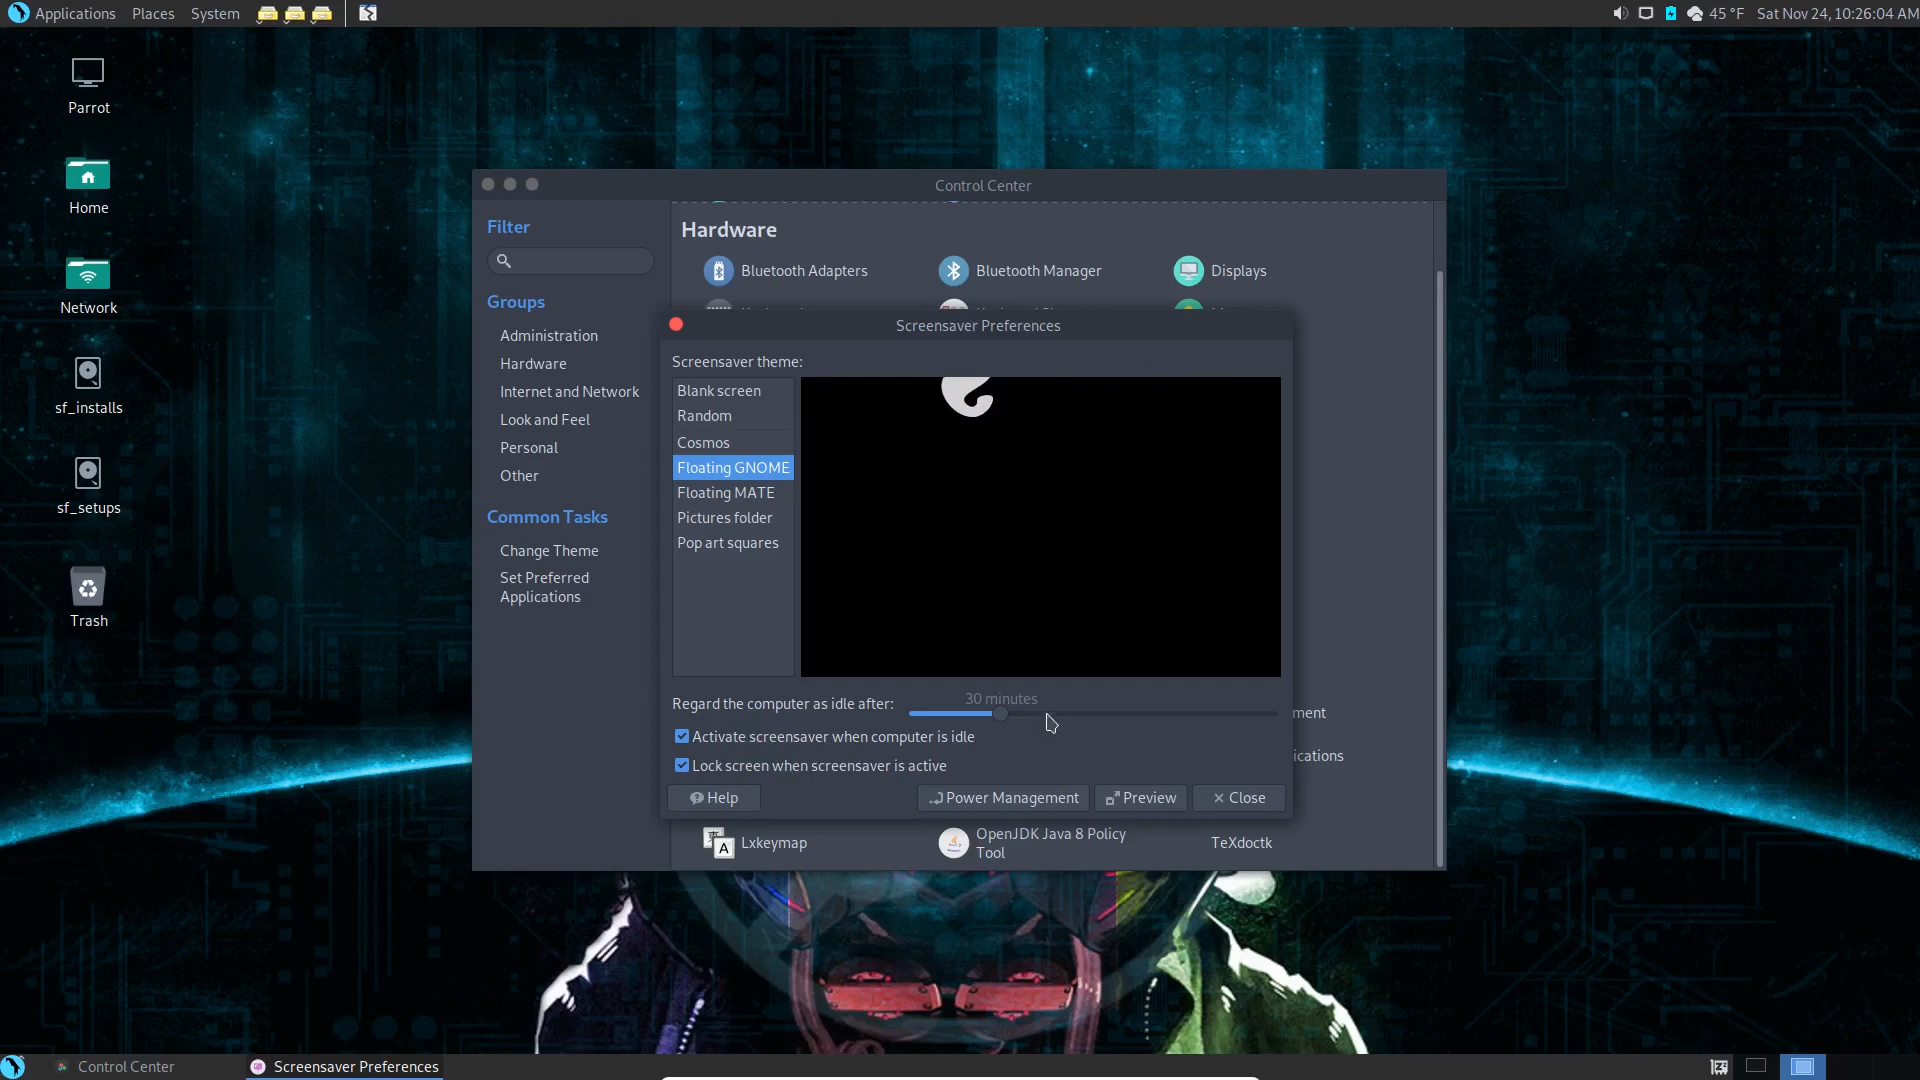 Applications Places System
45 °F Sat Nov 24, 10:26:04 AM
Parrot
Home
Network
sf_installs
sf_setups
Trash
Control Center
Filter
Groups
Administration
Hardware
Internet and Network
Look and Feel
Personal
Other
Common Tasks
Change Theme
Set Preferred
Applications
Hardware
Bluetooth Adapters
Bluetooth Manager
Displays
Screensaver Preferences
Screensaver theme:
Blank screen
Random
Cosmos
Floating GNOME
Floating MATE
Pictures folder
Pop art squares
30 minutes
Regard the computer as idle after:
Activate screensaver when computer is idle
Lock screen when screensaver is active
Help
Power Management
Preview
Close
ment
ications
Lxkeymap
A
OpenJDK Java 8 Policy
Tool
TeXdoctk
Control Center
Screensaver Preferences